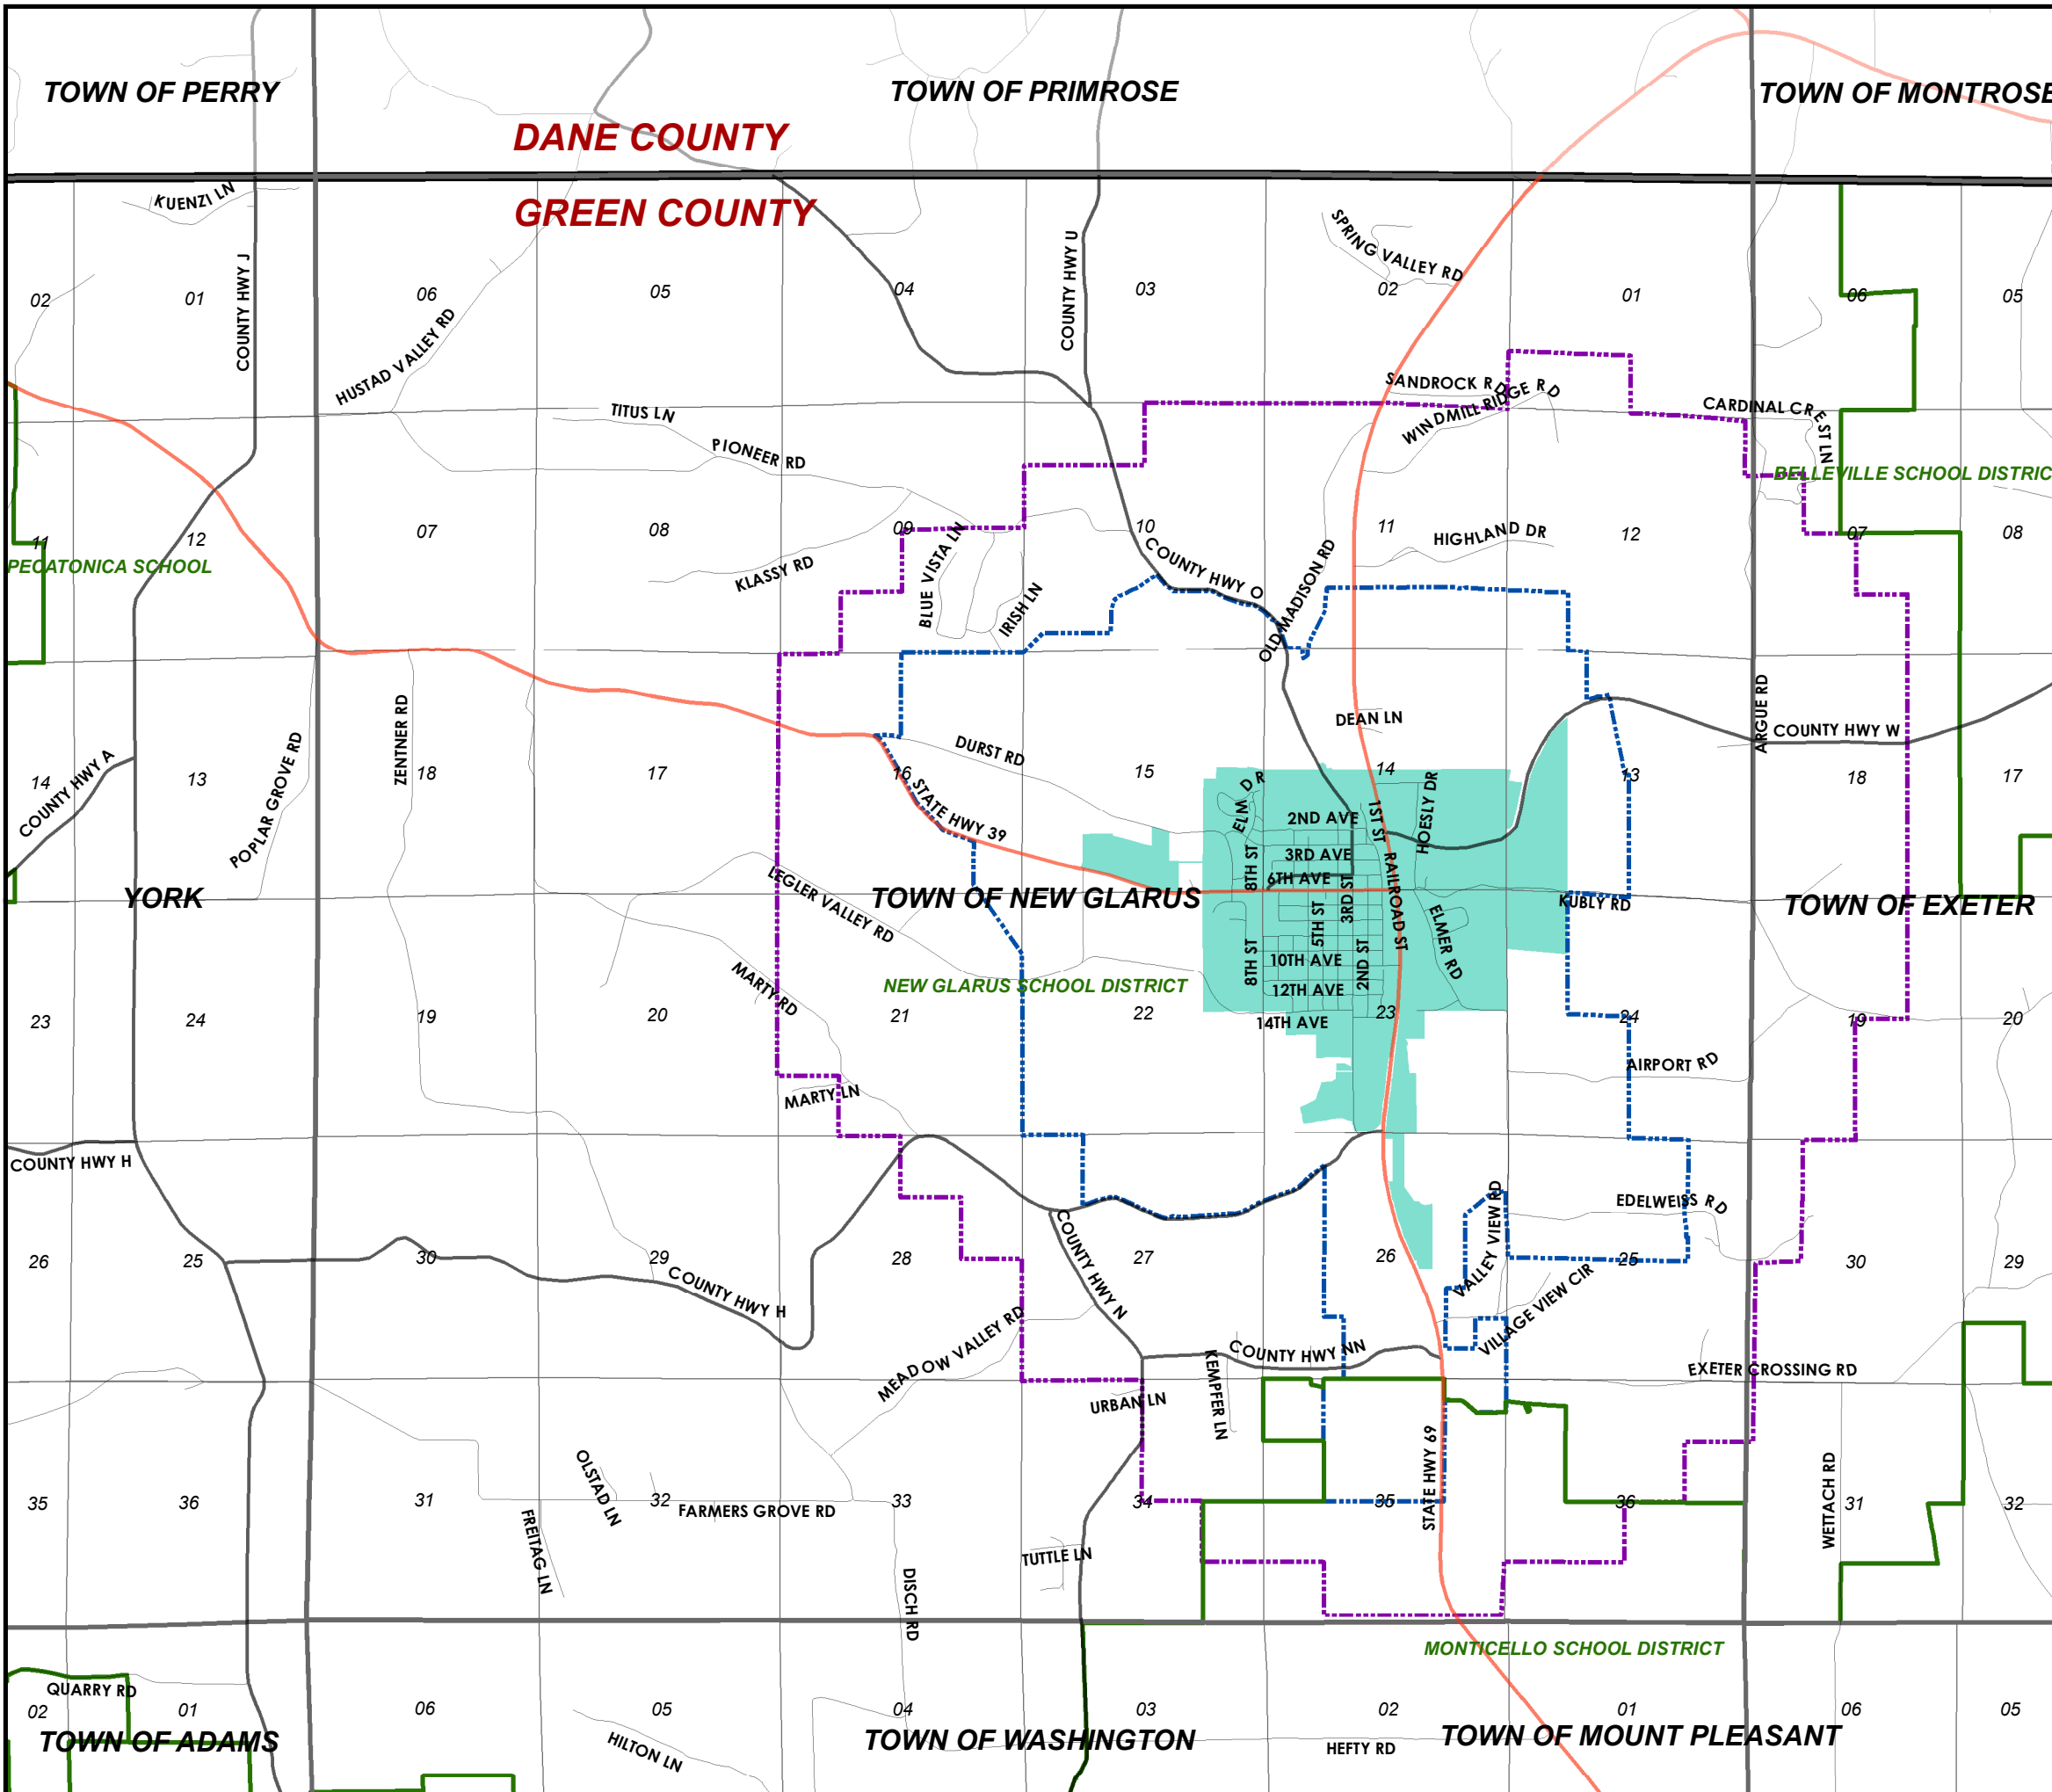 TOWN OF PERRY
TOWN OF PRIMROSE
TOWN OF MONTROSE
DANE COUNTY
GREEN COUNTY
KUENZI LN
COUNTY HWY J
COUNTY HWY U
SPRING VALLEY RD
02
01
06
05
04
03
02
01
06
05
HUSTAD VALLEY RD
SANDROCK RD
WINDMILL RIDGE RD
CARDINAL CREST LN
TITUS LN
PIONEER RD
BELLEVILLE SCHOOL DISTRIC
11
12
07
08
09
10
11
12
07
08
PECATONICA SCHOOL
KLASSY RD
BLUE VISTA LN
IRISH LN
COUNTY HWY O
OLD MADISON RD
HIGHLAND DR
ARGUE RD
COUNTY HWY W
DEAN LN
DURST RD
ZENTNER RD
POPLAR GROVE RD
COUNTY HWY A
14
13
18
17
16
15
14
13
18
17
STATE HWY 39
ELM DR
2ND AVE
1ST ST
HOESLY DR
3RD AVE
8TH ST
6TH AVE
3RD ST
RAILROAD ST
LEGLER VALLEY RD
YORK
TOWN OF NEW GLARUS
KUBLY RD
TOWN OF EXETER
5TH ST
ELMER RD
8TH ST
10TH AVE
2ND ST
12TH AVE
14TH AVE
MARTY RD
NEW GLARUS SCHOOL DISTRICT
23
24
19
20
21
22
23
24
19
20
AIRPORT RD
MARTY LN
COUNTY HWY H
EDELWEISS RD
VALLEY VIEW RD
26
25
30
29
28
27
26
25
30
29
COUNTY HWY H
COUNTY HWY N
VILLAGE VIEW CIR
MEADOW VALLEY RD
COUNTY HWY NN
KEMPFER LN
EXETER CROSSING RD
URBAN LN
STATE HWY 69
WETTACH RD
35
36
31
32
33
34
35
36
31
32
OLSTAD LN
FARMERS GROVE RD
FREITAG LN
TUTTLE LN
DISCH RD
MONTICELLO SCHOOL DISTRICT
QUARRY RD
02
01
06
05
04
03
02
01
06
05
TOWN OF ADAMS
HILTON LN
TOWN OF WASHINGTON
HEFTY RD
TOWN OF MOUNT PLEASANT